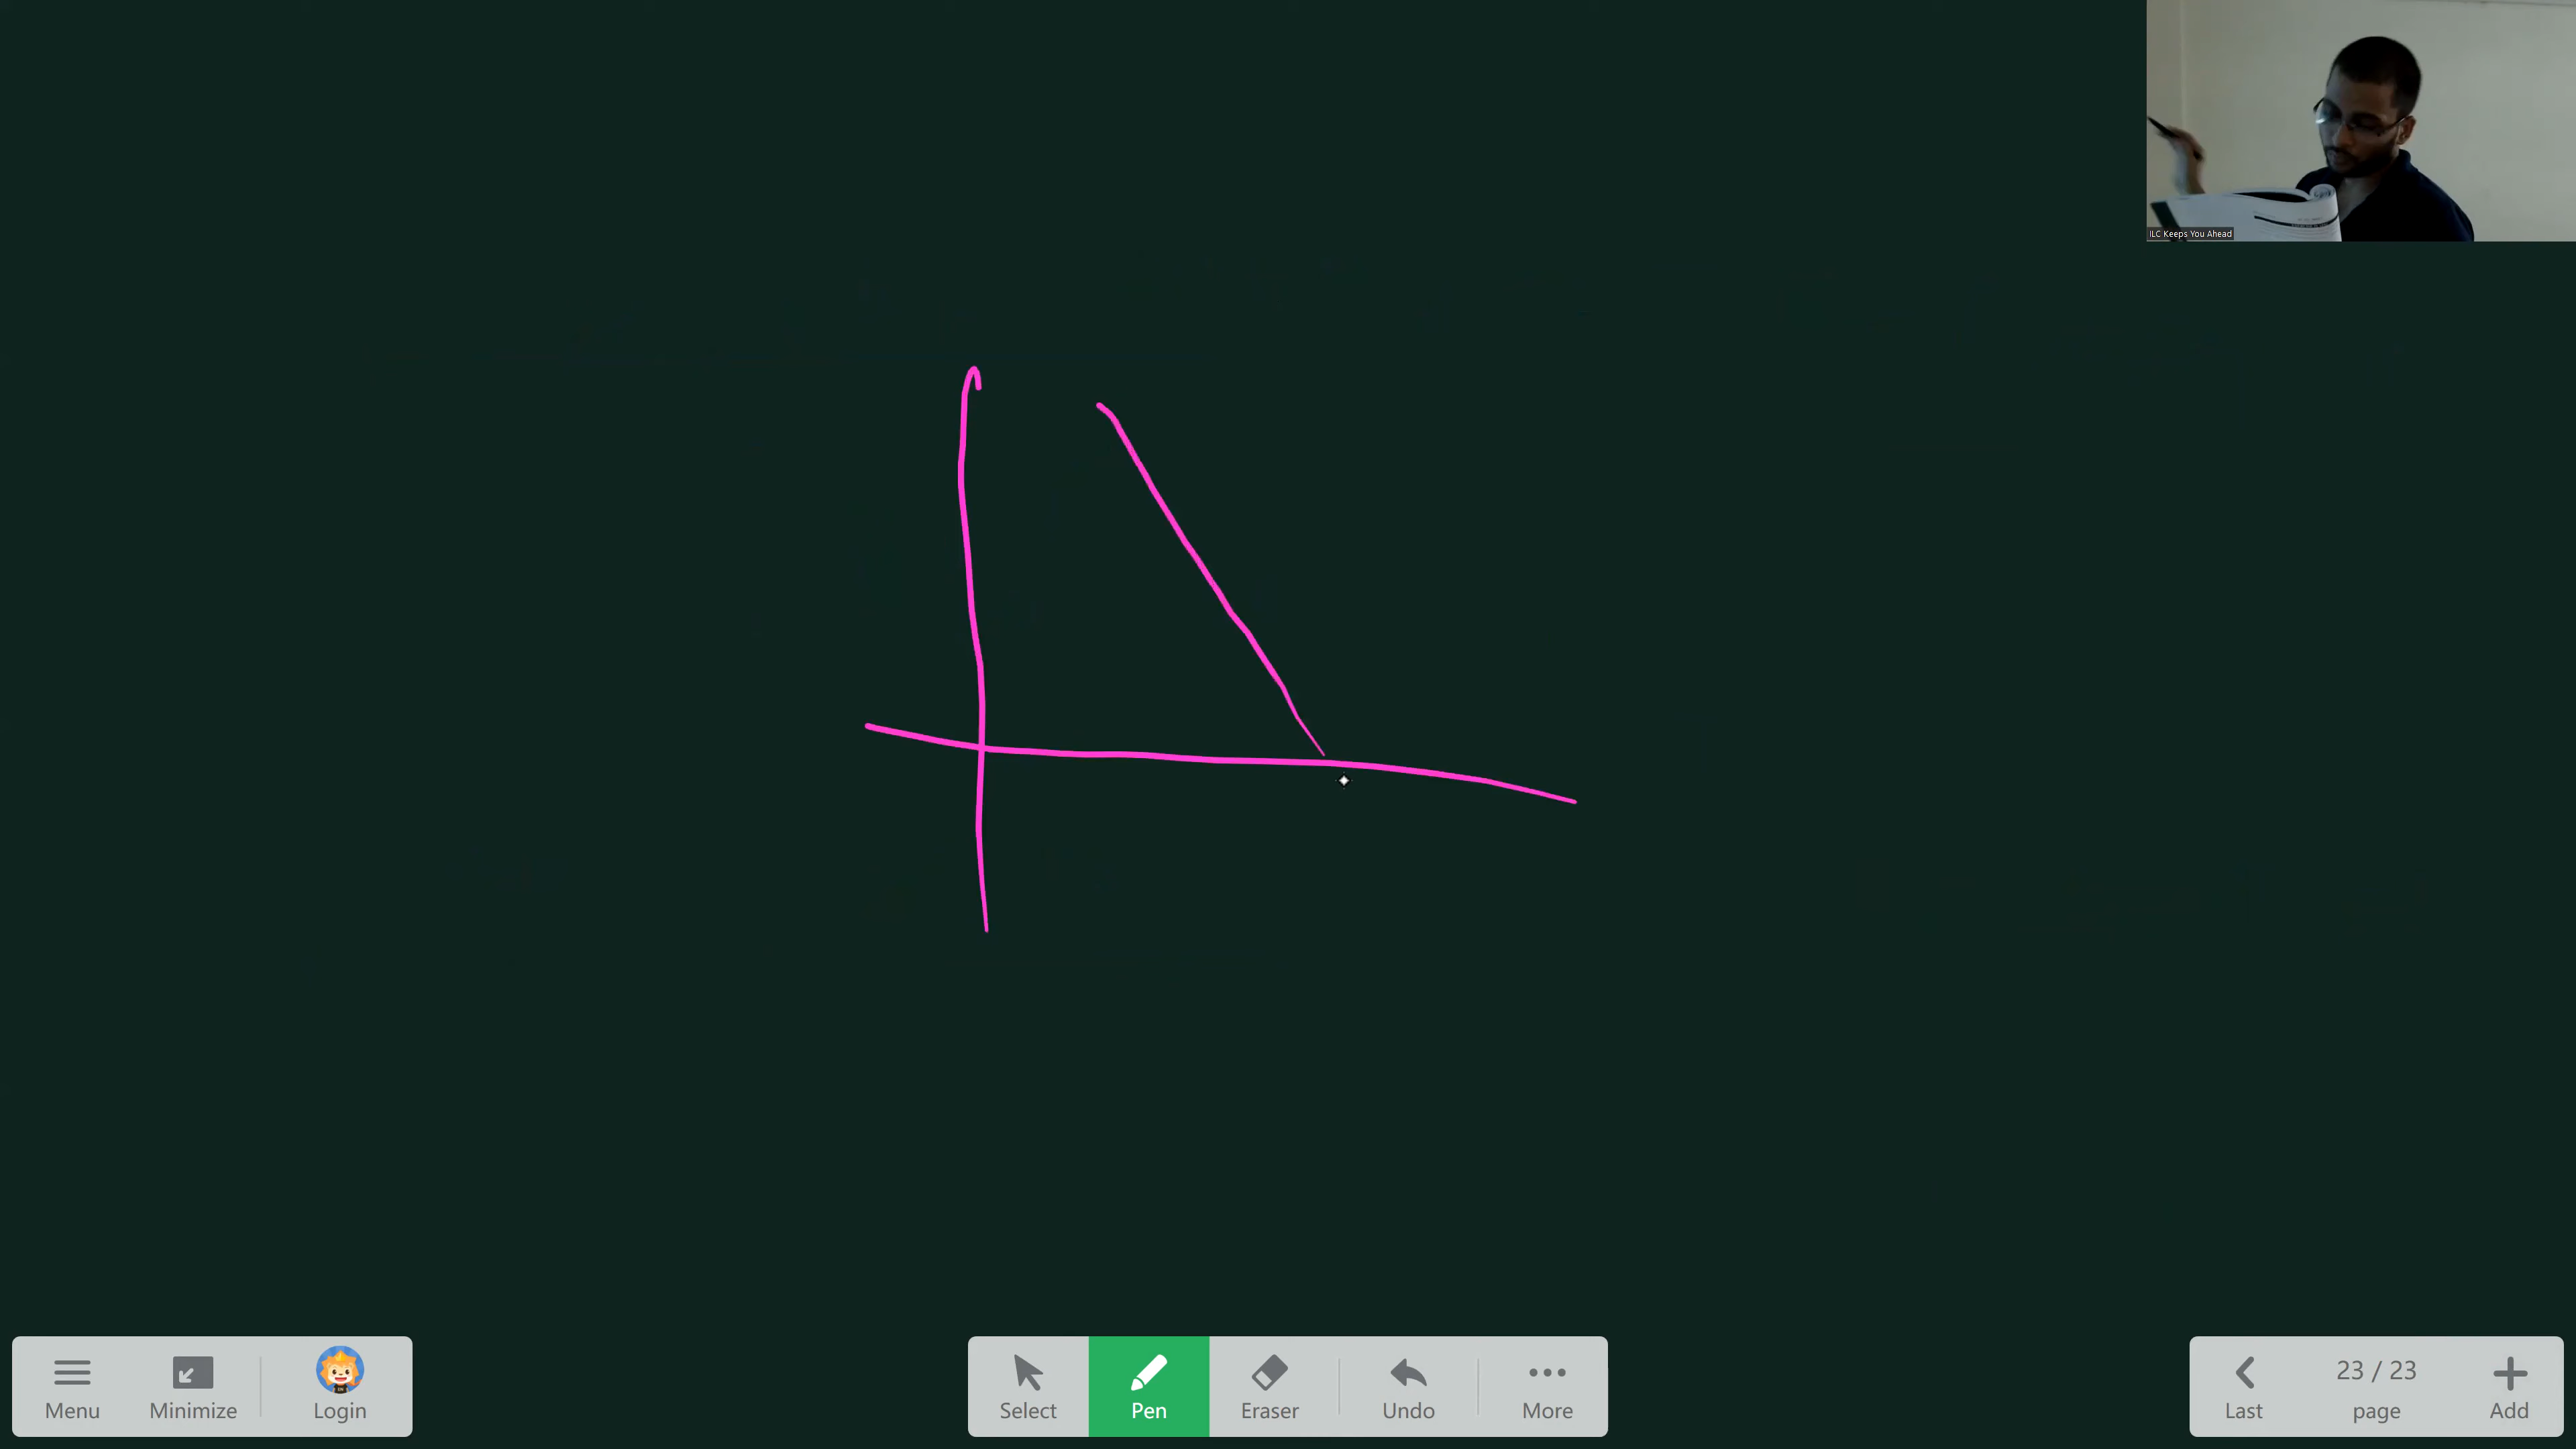 ILC Keeps You Ahead
Menu
Minimize
Login
Select
Pen
Eraser
Undo
More
Last
23 / 23
page
Add